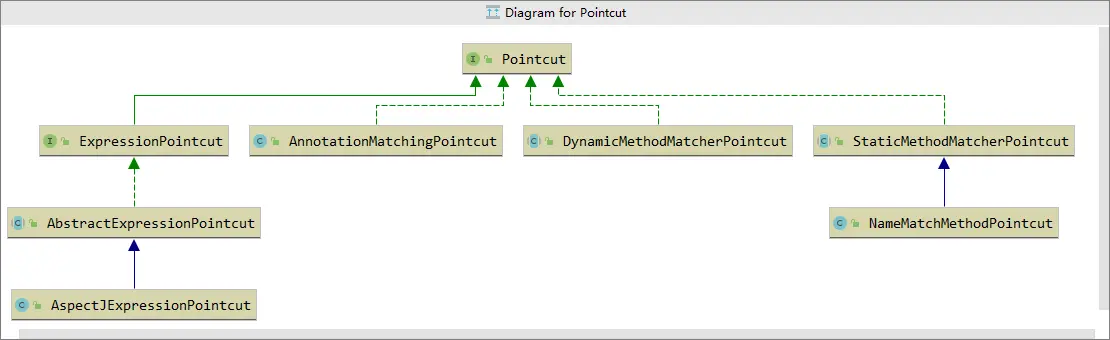 Diagram for Pointcut
I Pointcut
I ExpressionPointcut
C AnnotationMatchingPointcut
C DynamicMethodMatcherPointcut
C StaticMethodMatcherPointcut
C AbstractExpressionPointcut
C NameMatchMethodPointcut
C AspectJExpressionPointcut